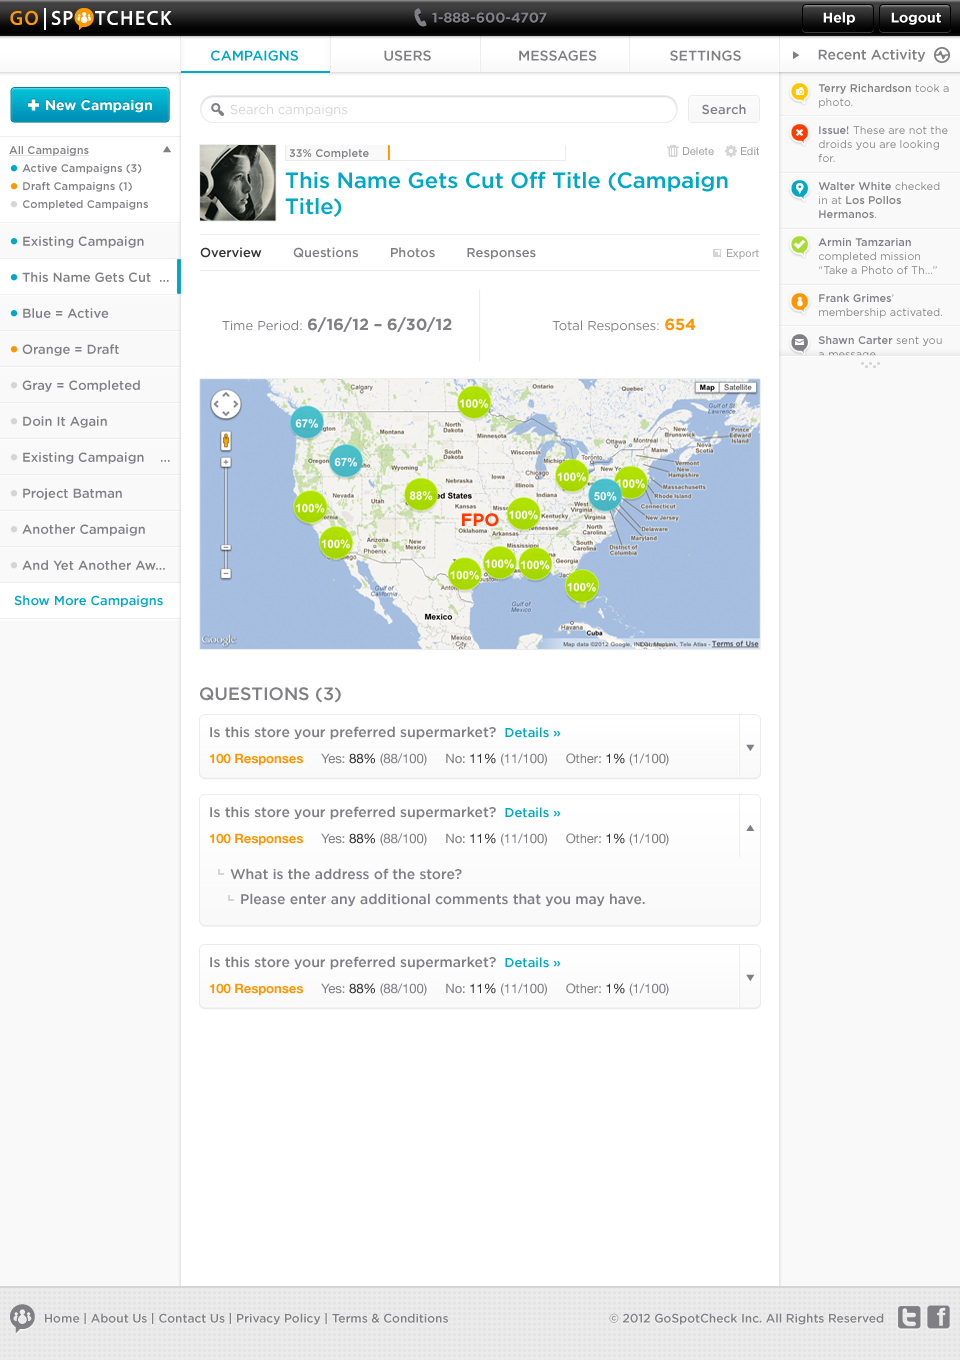 GO SPOTCHECK
1-888-600-4707
Help
Logout
CAMPAIGNS
USERS
MESSAGES
SETTINGS
Recent Activity
+ New Campaign
All Campaigns
Active Campaigns (3)
Draft Campaigns (1)
Completed Campaigns
Existing Campaign
This Name Gets Cut ...
Blue = Active
Orange = Draft
Gray = Completed
Doin It Again
Existing Campaign ...
Project Batman
Another Campaign
And Yet Another Aw...
Show More Campaigns
Search campaigns
Search
33% Complete
Delete
Edit
This Name Gets Cut Off Title (Campaign
Title)
Overview
Questions
Photos
Responses
Export
Time Period: 6/16/12 – 6/30/12
Total Responses: 654
Calgary
Ontario
Quebec
Map
Satellite
Gulf of St. Lawrence
100%
67%
ngton
North Dakota
Montana
Minnesota
Ottawa
Montreal
New Brunswick
Prince Edward Island
Nova Scotia
Maine
67%
Oregon
South Dakota
Wisconsin
Toronto
Vermont
New Hampshire
Wyoming
Michigan
Chicago
New Y
Massachusetts
Rhode Island
Connecticut
100%
100%
50%
88%
d States
Iowa
Illinois
Indiana
Nevada
New Jersey
Delaware
Maryland
District of Columbia
100%
California
Kansas
Missouri
FPO
100%
Kentucky
West Virginia
Virginia
100%
Arizona
Phoenix
New Mexico
Oklahoma
Arkansas
Tennessee
North Carolina
South Carolina
Mississippi
Georgia
100%
100%
100%
100%
Gulf of California
Mexico
Gulf of Mexico
Havana
Cuba
Mexico City
Google
Map data ©2012 Google, INEGI, MapLink, Tele Atlas - Terms of Use
QUESTIONS (3)
Is this store your preferred supermarket? Details »
100 Responses Yes: 88% (88/100) No: 11% (11/100) Other: 1% (1/100)
Is this store your preferred supermarket? Details »
100 Responses Yes: 88% (88/100) No: 11% (11/100) Other: 1% (1/100)
What is the address of the store?
Please enter any additional comments that you may have.
Is this store your preferred supermarket? Details »
100 Responses Yes: 88% (88/100) No: 11% (11/100) Other: 1% (1/100)
Terry Richardson took a
photo.
Issue! These are not the
droids you are looking
for.
Walter White checked
in at Los Pollos
Hermanos.
Armin Tamzarian
completed mission
“Take a Photo of Th...”
Frank Grimes'
membership activated.
Shawn Carter sent you
a message
Home | About Us | Contact Us | Privacy Policy | Terms & Conditions
© 2012 GoSpotCheck Inc. All Rights Reserved